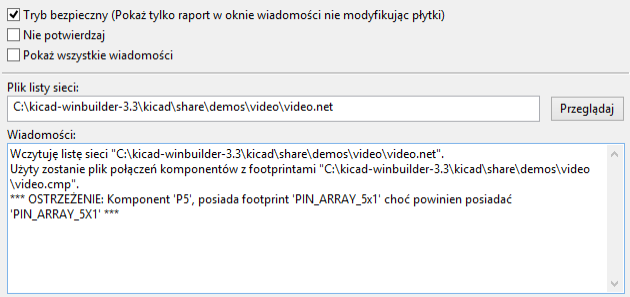 Tryb bezpieczny (Pokaż tylko raport w oknie wiadomości nie modyfikując płytki)
Nie potwierdzaj
Pokaż wszystkie wiadomości
Plik listy sieci:
C:\kicad-winbuilder-3.3\kicad\share\demos\video\video.net
Przeglądaj
Wiadomości:
Wczytuję listę sieci "C:\kicad-winbuilder-3.3\kicad\share\demos\video\video.net".
Użyty zostanie plik połączeń komponentów z footprintami "C:\kicad-winbuilder-3.3\kicad\share\demos\video
\video.cmp".
*** OSTRZEŻENIE: Komponent 'P5', posiada footprint 'PIN_ARRAY_5x1' choć powinien posiadać
'PIN_ARRAY_5X1' ***